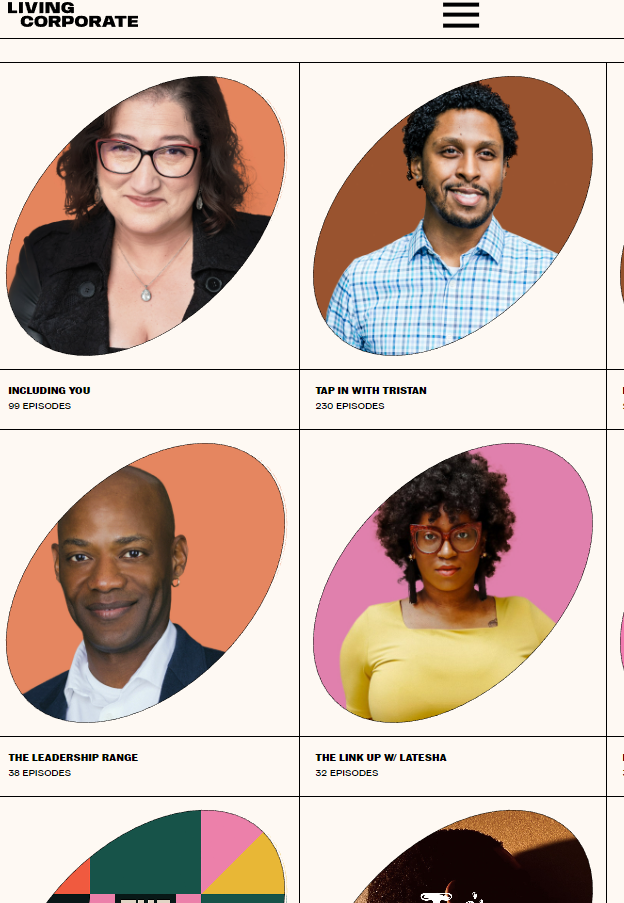 LIVING
CORPORATE
INCLUDING YOU
99 EPISODES
TAP IN WITH TRISTAN
230 EPISODES
THE LEADERSHIP RANGE
38 EPISODES
THE LINK UP W/ LATESHA
32 EPISODES